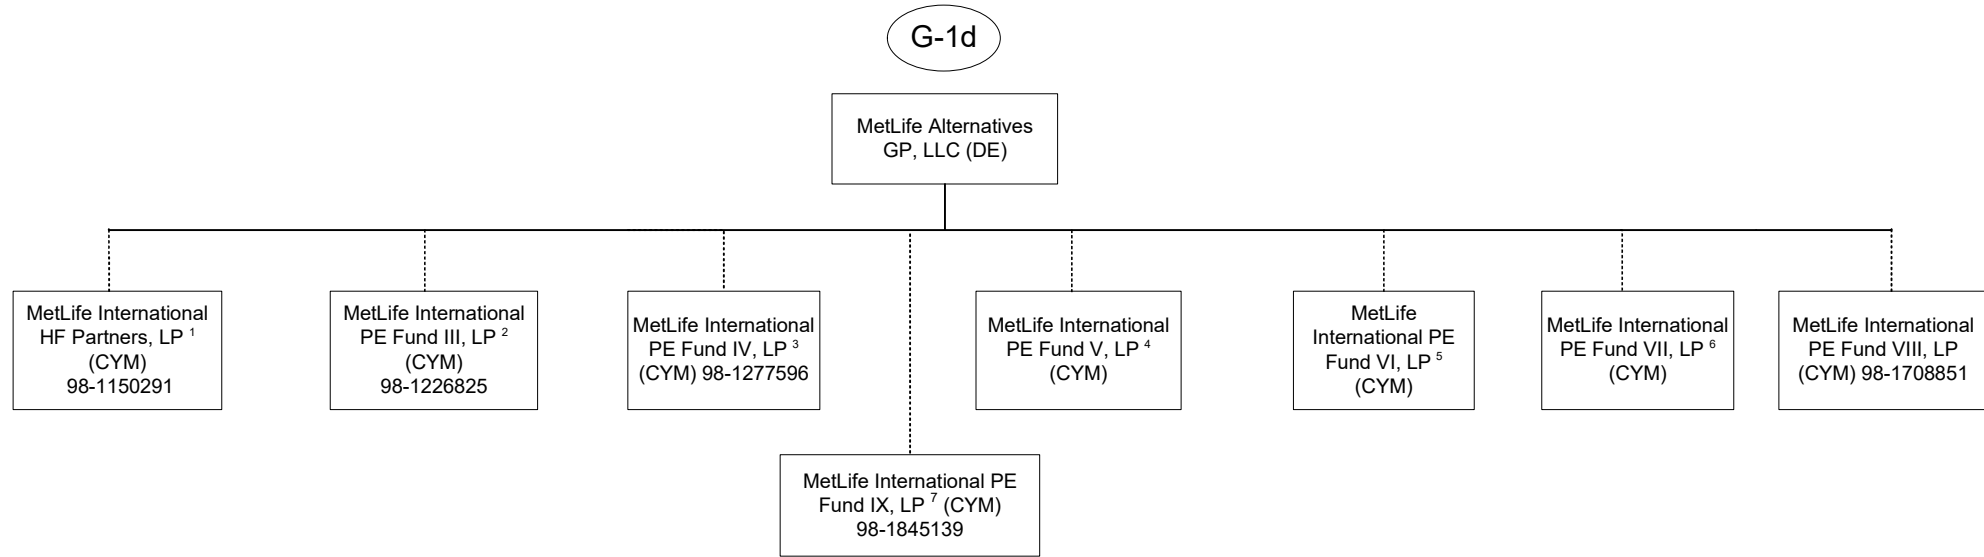 G-1d
MetLife Alternatives
GP, LLC (DE)
MetLife International
HF Partners, LP 1
(CYM)
98-1150291
MetLife International
PE Fund III, LP 2
(CYM)
98-1226825
MetLife International
PE Fund IV, LP 3
(CYM) 98-1277596
MetLife International
PE Fund V, LP 4
(CYM)
MetLife
International PE
Fund VI, LP 5
(CYM)
MetLife International
PE Fund VII, LP 6
(CYM)
MetLife International
PE Fund VIII, LP
(CYM) 98-1708851
MetLife International PE
Fund IX, LP 7 (CYM)
98-1845139